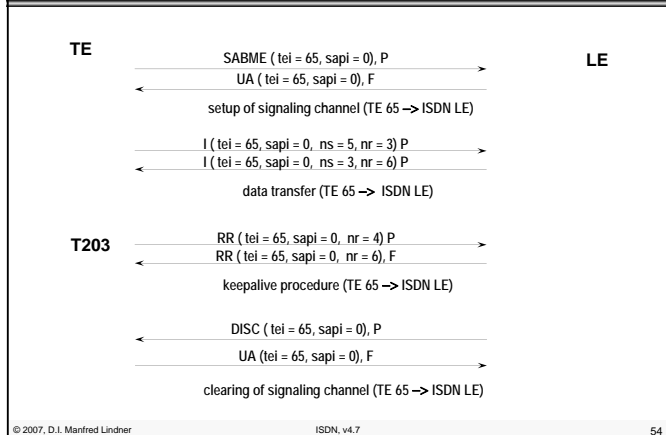 TE
LE
SABME ( tei = 65, sapi = 0), P
UA ( tei = 65, sapi = 0), F
setup of signaling channel (TE 65 –> ISDN LE)
I ( tei = 65, sapi = 0, ns = 5, nr = 3) P
I ( tei = 65, sapi = 0, ns = 3, nr = 6) P
data transfer (TE 65 –> ISDN LE)
T203
RR ( tei = 65, sapi = 0, nr = 4) P
RR ( tei = 65, sapi = 0, nr = 6), F
keepalive procedure (TE 65 –> ISDN LE)
DISC ( tei = 65, sapi = 0), P
UA (tei = 65, sapi = 0), F
clearing of signaling channel (TE 65 –> ISDN LE)
© 2007, D.I. Manfred Lindner
ISDN, v4.7
54